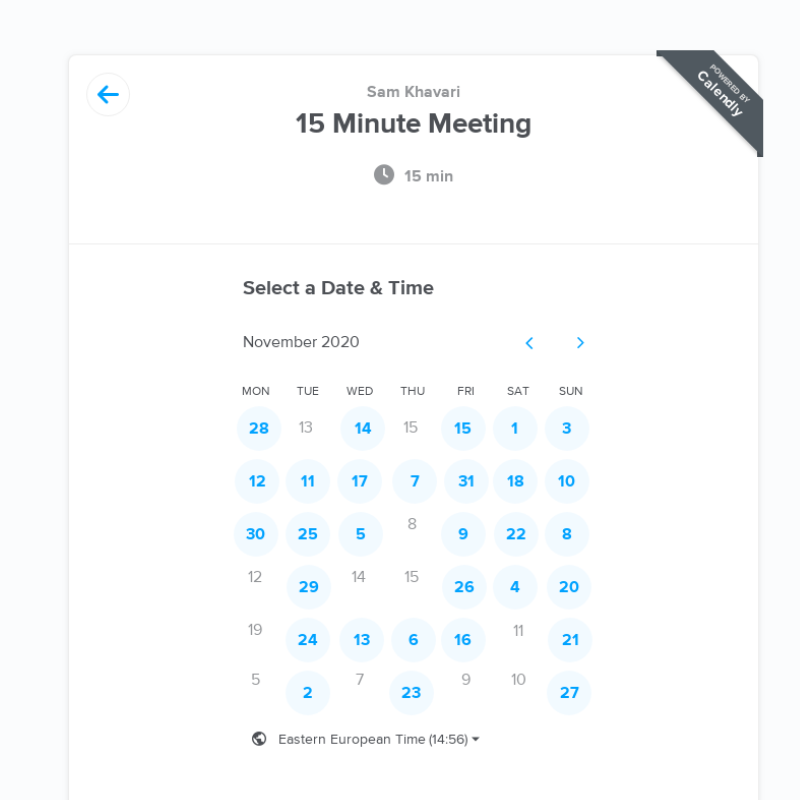 Sam Khavari
POWERED BY
Calendly
15 Minute Meeting
15 min
Select a Date & Time
November 2020
MON TUE WED THU FRI SAT SUN
28 13 14 15 15 1 3
12 11 17 7 31 18 10
30 25 5 8 9 22 8
12 29 14 15 26 4 20
19 24 13 6 16 11 21
5 2 7 23 9 10 27
Eastern European Time (14:56)